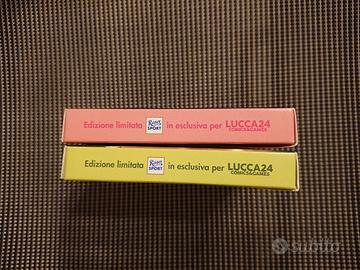 Edizione limitata Ritter SPORT in esclusiva per LUCCA24
COMICS&GAMES
Edizione limitata Ritter SPORT in esclusiva per LUCCA24
COMICS&GAMES
subito